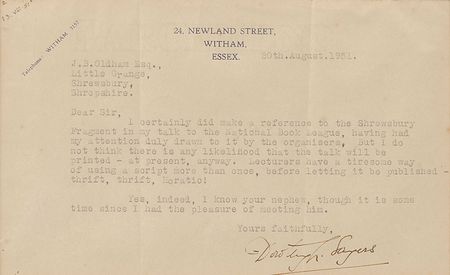 Telephone WITHAM 3157
24, NEWLAND STREET,
WITHAM,
ESSEX.
30th.August.1951.
J.B.Oldham Esq.,
Little Grange,
Shrewsbury,
Shropshire.
Dear Sir,
I certainly did make a reference to the Shrewsbury
Fragment in my talk to the National Book League, having had
my attention duly drawn to it by the organisers. But I do
not think there is any likelihood that the talk will be
printed - at present, anyway. Lecturers have a tiresome way
of using a script more than once, before letting it be published -
thrift, thrift, Horatio!
Yes, indeed, I know your nephew, though it is some
time since I had the pleasure of meeting him.
Yours faithfully,
Dorothy L. Sayers